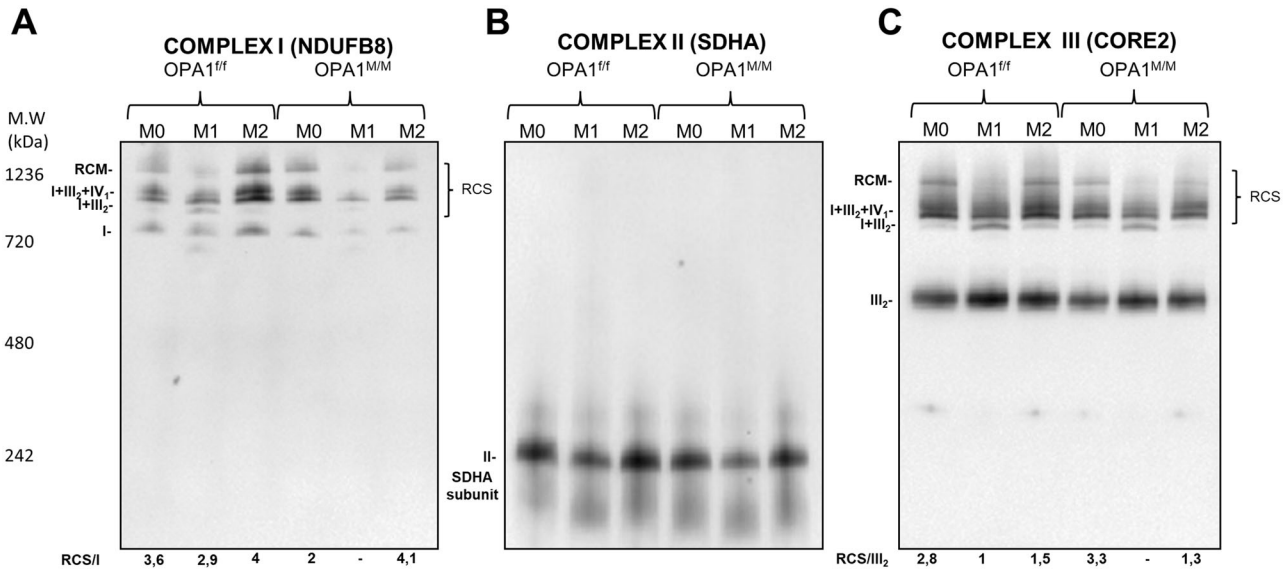 A
COMPLEX I (NDUFB8)
OPA1f/f OPA1M/M
M.W
(kDa)
M0 M1 M2 M0 M1 M2
RCM-
1236
I+III2+IV1-
RCS
I+III2-
I-
720
480
242
RCS/I 3,6 2,9 4 2 - 4,1
B
COMPLEX II (SDHA)
OPA1f/f OPA1M/M
M0 M1 M2 M0 M1 M2
II-
SDHA
subunit
C
COMPLEX III (CORE2)
OPA1f/f OPA1M/M
M0 M1 M2 M0 M1 M2
RCM-
RCS
I+III2+IV1-
I+III2-
III2-
RCS/III2 2,8 1 1,5 3,3 - 1,3